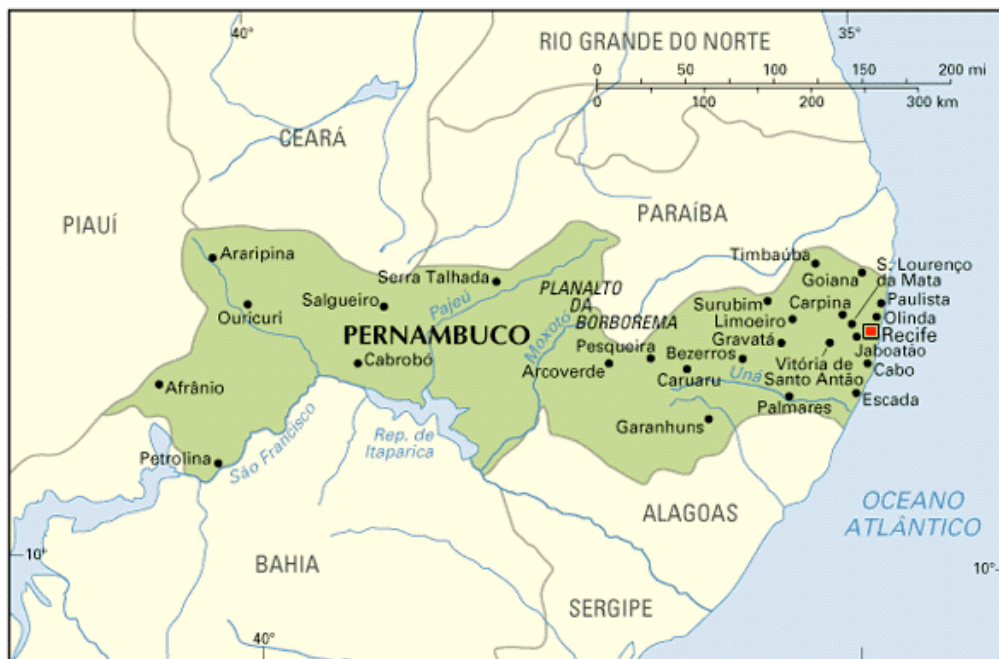 40°
35°
RIO GRANDE DO NORTE
0 50 100 150 200 mi
0 100 200 300 km
CEARÁ
PIAUÍ
PARAÍBA
Araripina
Timbaúba
S. Lourenço
da Mata
Goiana
Serra Talhada
PLANALTO
DA
BORBOREMA
Salgueiro
Pajeú
Surubim
Carpina
Paulista
Ouricuri
Limoeiro
Olinda
PERNAMBUCO
Moxotó
Gravatá
Recife
Pesqueira
Bezerros
Jaboatão
Cabrobó
Arcoverde
Vitória de
Santo Antão
Cabo
Caruaru
Uná
Afrânio
Palmares
Escada
São Francisco
Garanhuns
Rep. de
Itaparica
Petrolina
ALAGOAS
OCEANO
ATLÂNTICO
10°
BAHIA
10°
SERGIPE
40°